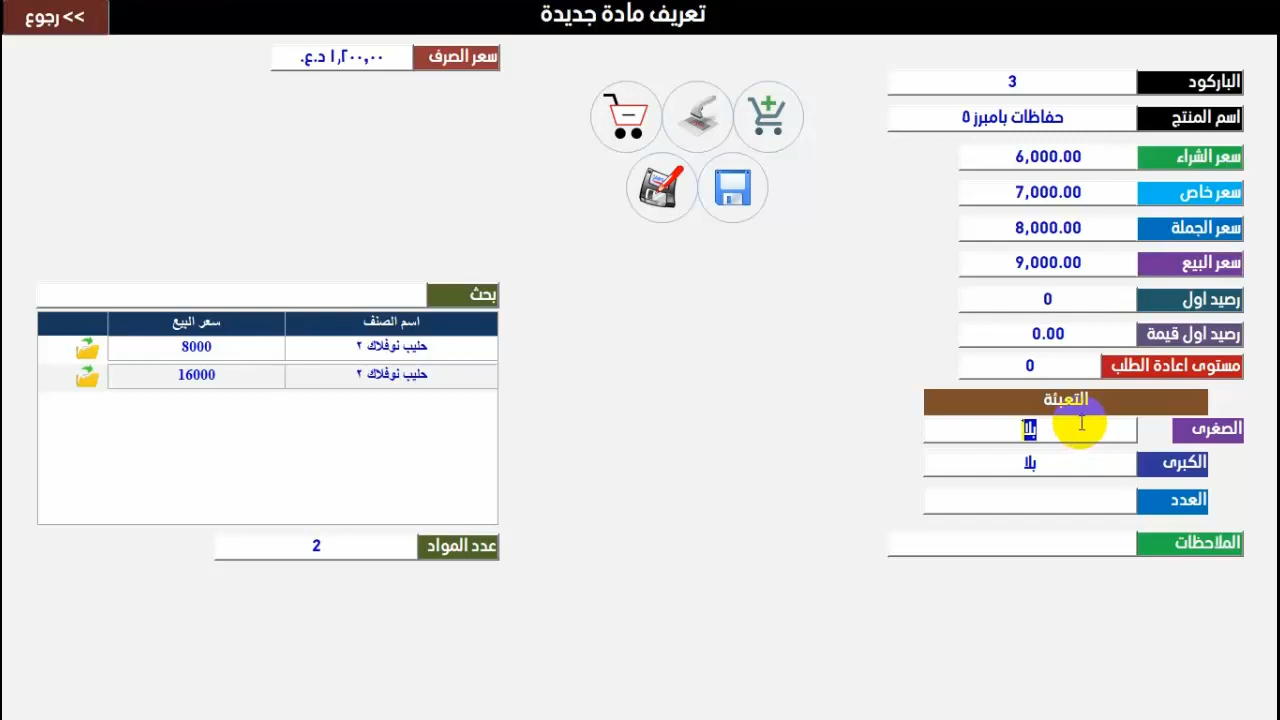 تعريف مادة جديدة
>> رجوع
الباركود 3
اسم المنتج حفاظات بامبرز ٥
سعر الشراء 6,000.00
سعر خاص 7,000.00
سعر الجملة 8,000.00
سعر البيع 9,000.00
رصيد اول 0
رصيد اول قيمة 0.00
مستوى اعادة الطلب 0
التعبئة
الصغرى بلا
الكبرى بلا
العدد
الملاحظات
سعر الصرف ١,٢٠٠,٠٠ د.ع.
بحث
اسم الصنف سعر البيع
حليب نوفلاك ٢ 8000
حليب نوفلاك ٢ 16000
عدد المواد 2